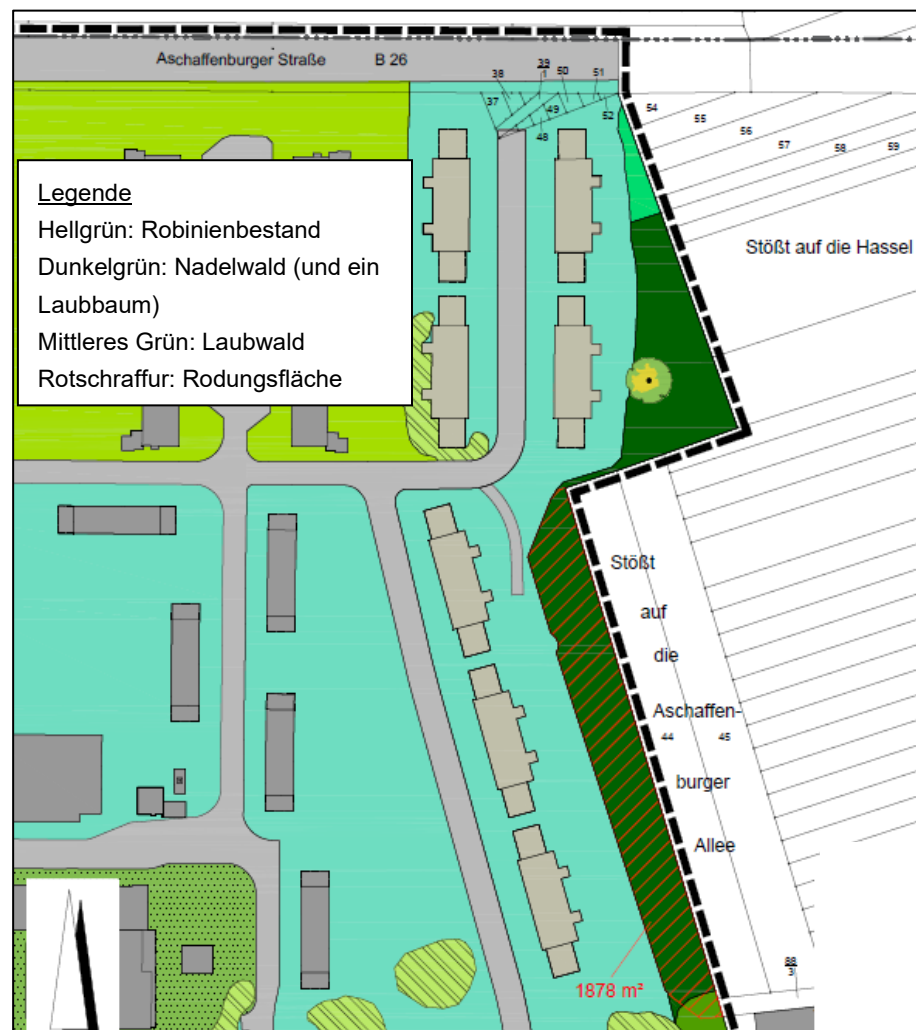 Aschaffenburger Straße B 26
38
39
1
50
51
37
49
52
48
54
55
56
57
58
59
Legende
Hellgrün: Robinienbestand
Dunkelgrün: Nadelwald (und ein
Laubbaum)
Mittleres Grün: Laubwald
Rotschraffur: Rodungsfläche
Stößt auf die Hassel
Stößt
auf
die
Aschaffen-
44 45
burger
Allee
88
3
1878 m²